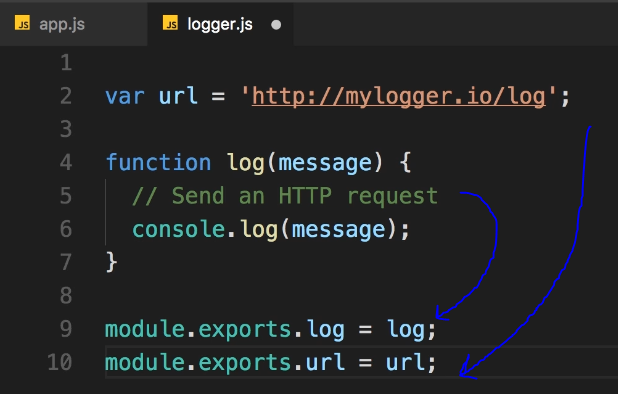 JS app.js JS logger.js
1
2 var url = 'http://mylogger.io/log';
3
4 function log(message) {
5   // Send an HTTP request
6   console.log(message);
7 }
8
9 module.exports.log = log;
10 module.exports.url = url;